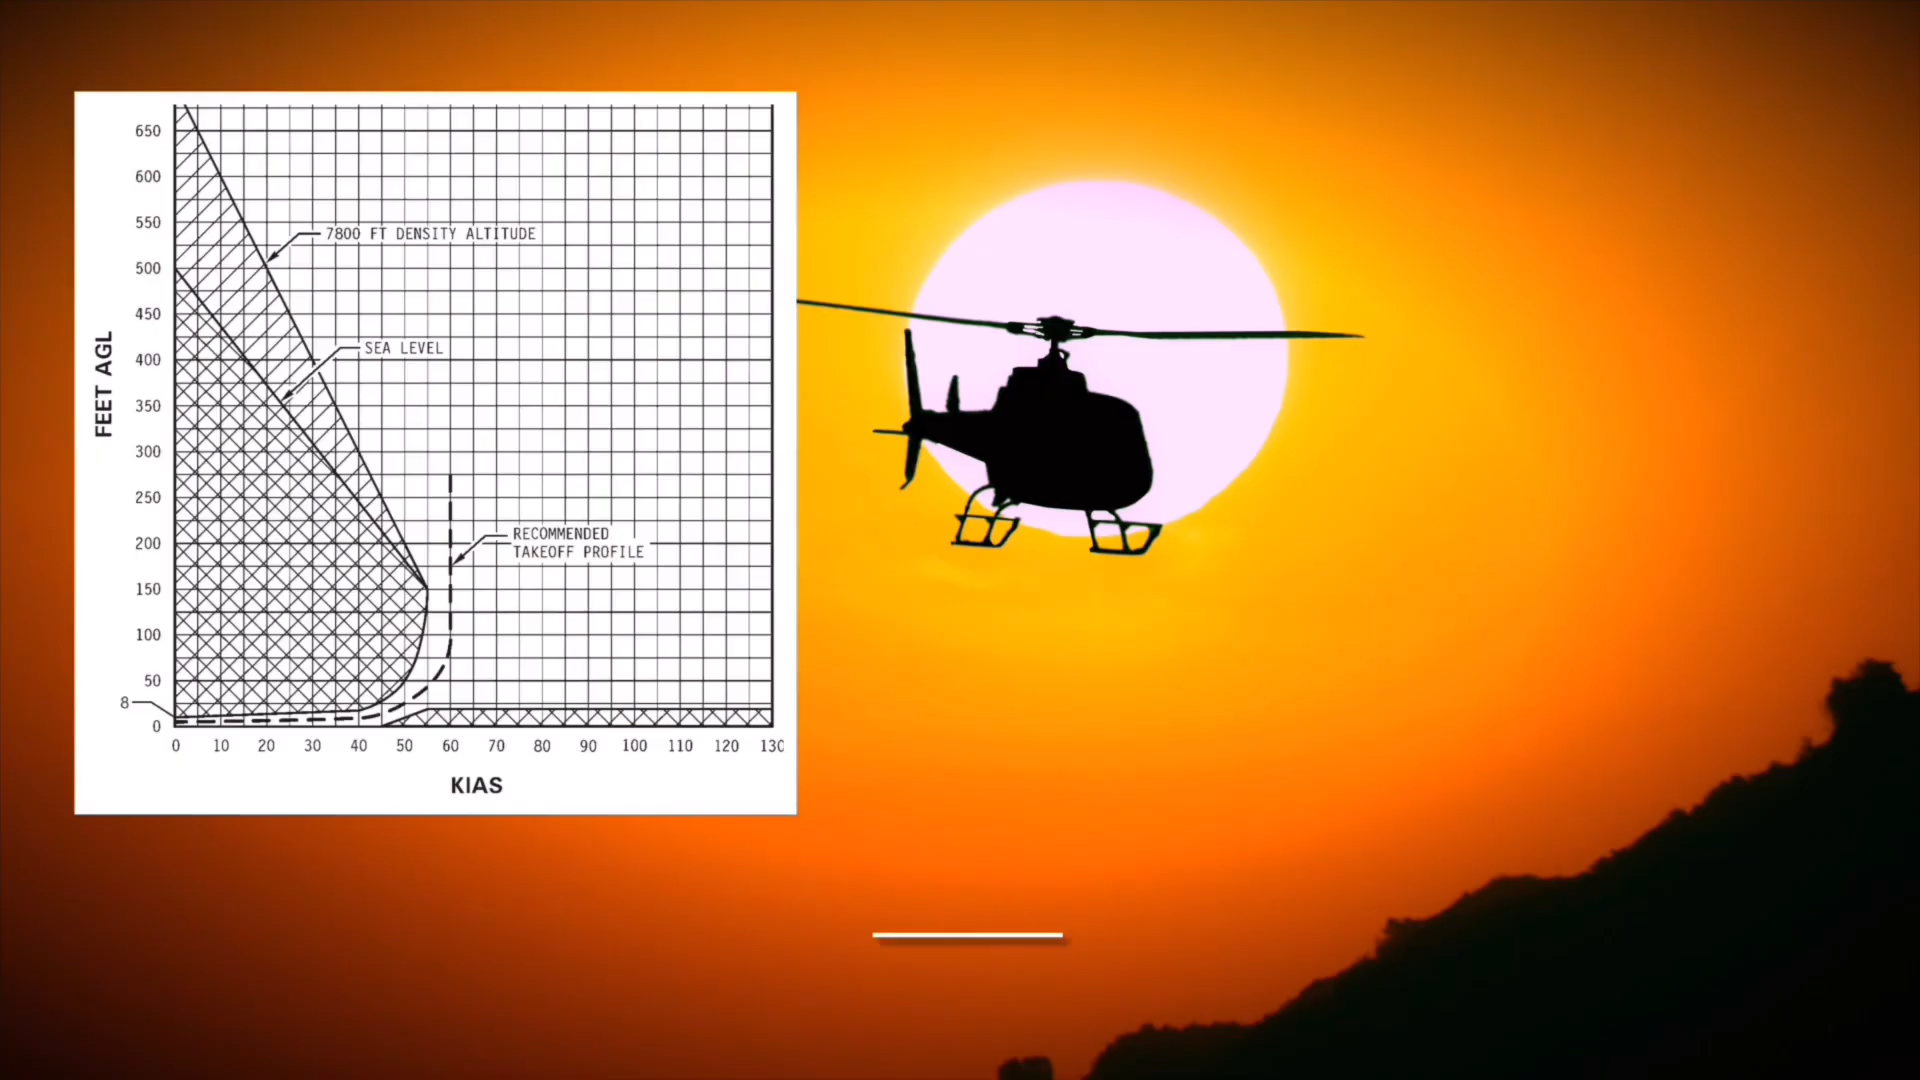 650
600
7800 FT DENSITY ALTITUDE
550
500
450
SEA LEVEL
400
FEET AGL
350
300
250
RECOMMENDED
TAKEOFF PROFILE
200
150
100
50
8
0
0 10 20 30 40 50 60 70 80 90 100 110 120 130
KIAS